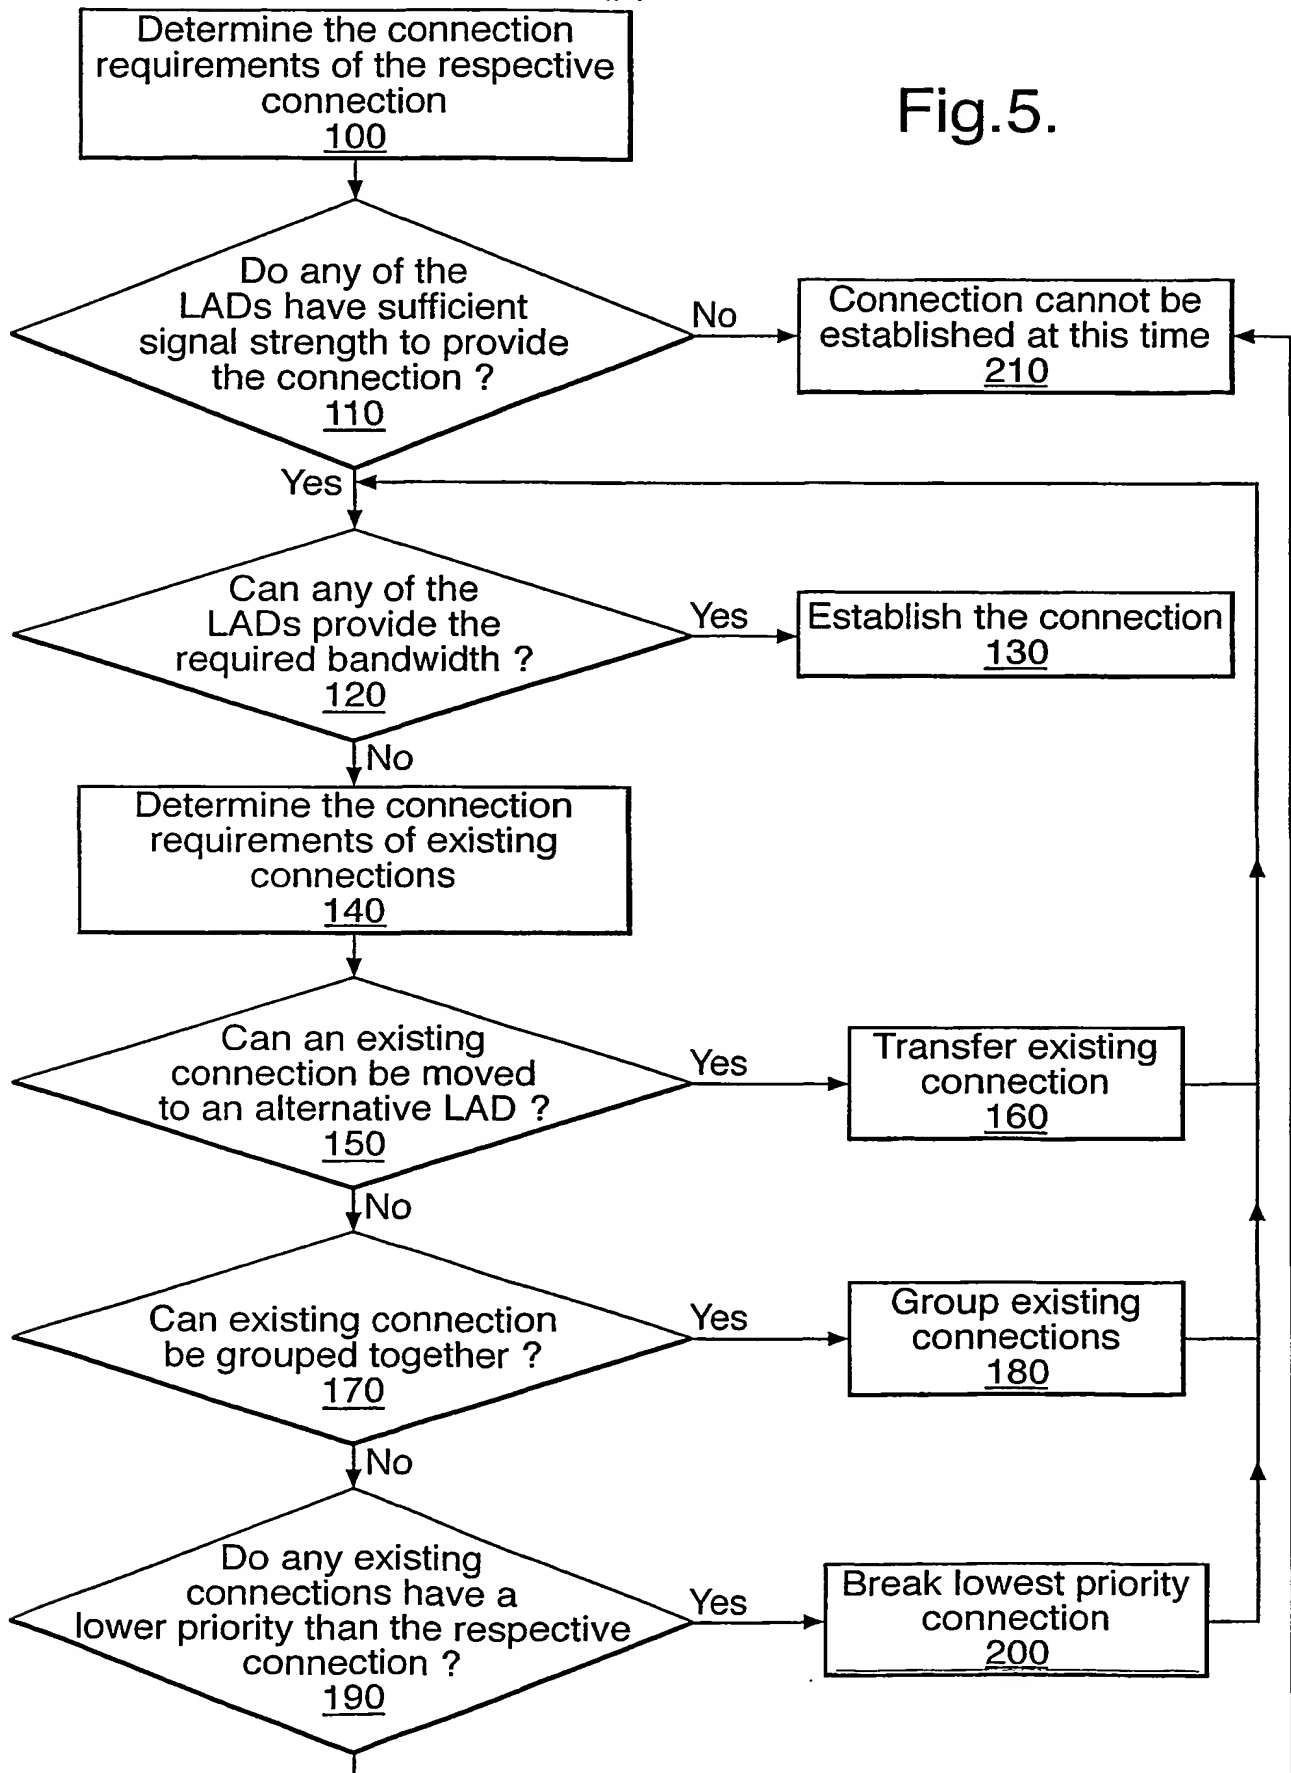 Determine the connection
requirements of the respective
connection
100
Fig.5.
Do any of the
LADs have sufficient
signal strength to provide
the connection ?
110
No
Connection cannot be
established at this time
210
Yes
Can any of the
LADs provide the
required bandwidth ?
120
Yes
Establish the connection
130
No
Determine the connection
requirements of existing
connections
140
Can an existing
connection be moved
to an alternative LAD ?
150
Yes
Transfer existing
connection
160
No
Can existing connection
be grouped together ?
170
Yes
Group existing
connections
180
No
Do any existing
connections have a
lower priority than the respective
connection ?
190
Yes
Break lowest priority
connection
200